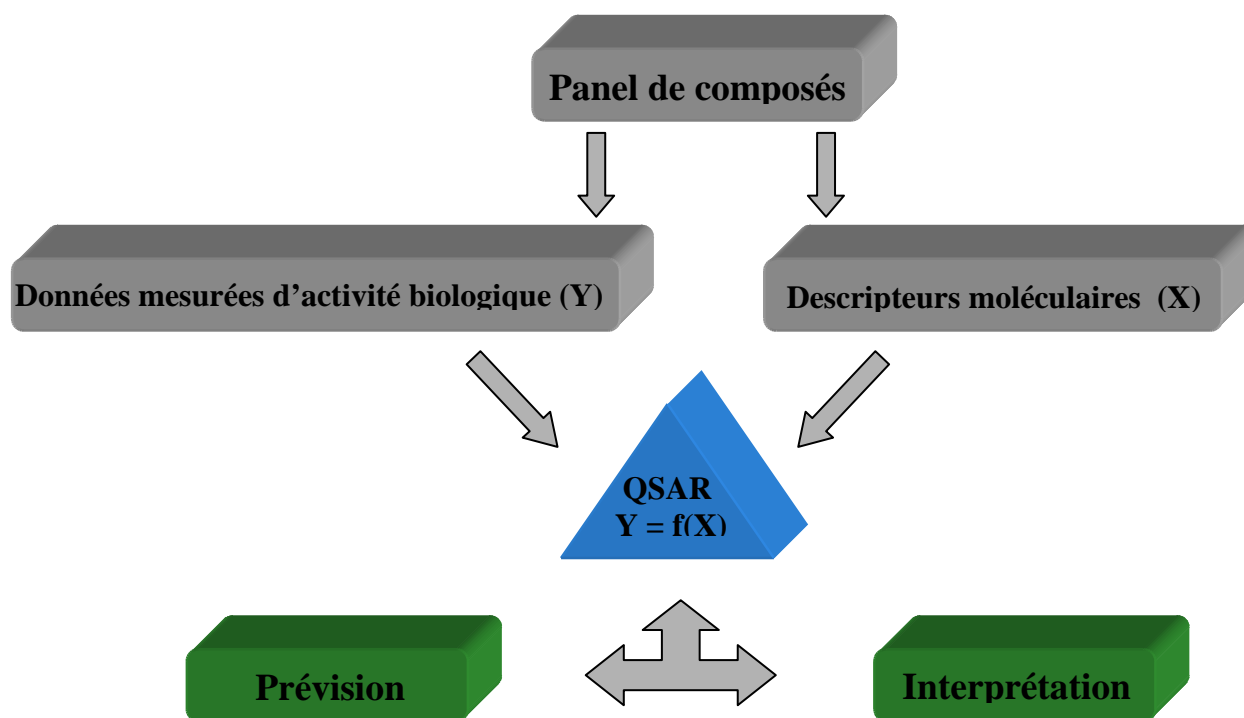 Panel de composés
Données mesurées d’activité biologique (Y)
Descripteurs moléculaires (X)
QSAR
Y = f(X)
Prévision
Interprétation